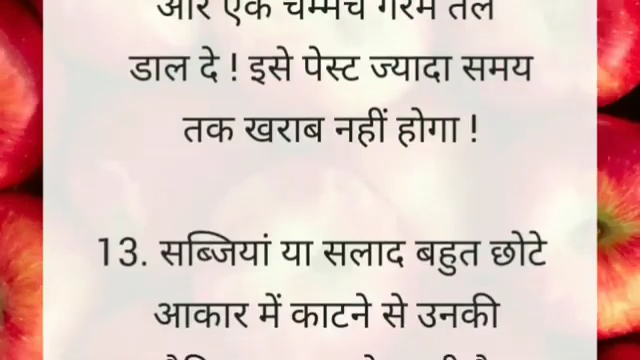 और एक चम्मच गरम तेल
डाल दे ! इसे पेस्ट ज्यादा समय
तक खराब नहीं होगा !
13. सब्जियां या सलाद बहुत छोटे
आकार में काटने से उनकी